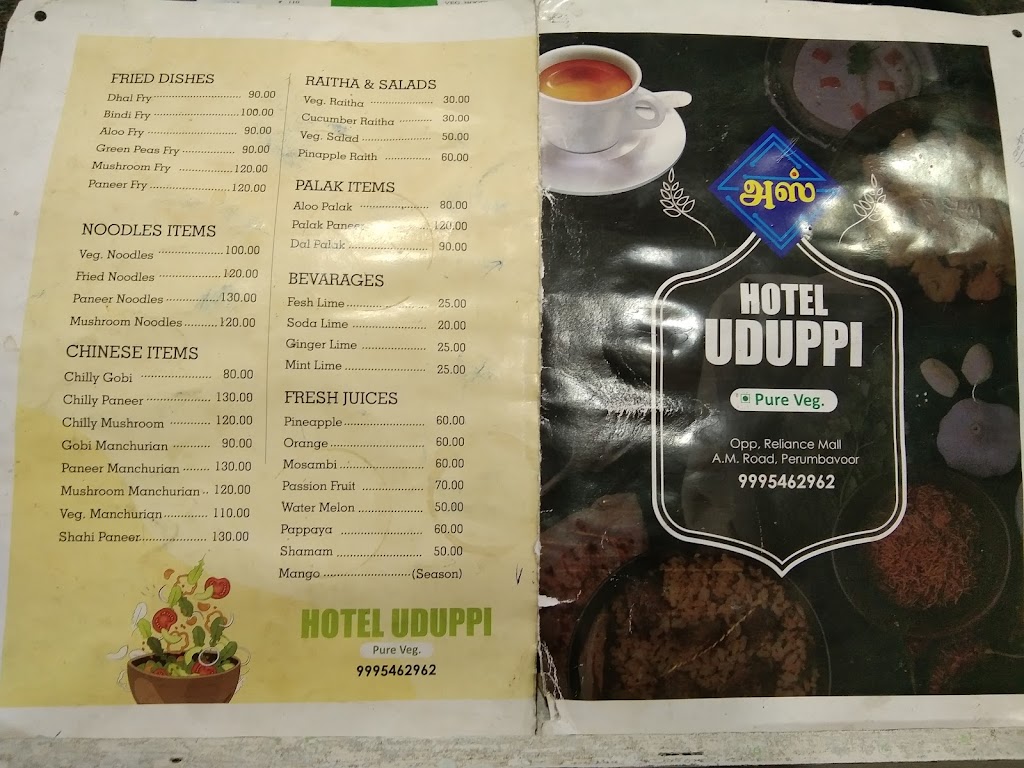 FRIED DISHES
Dhal Fry ........................ 90.00
Bindi Fry ........................ 100.00
Aloo Fry ........................ 90.00
Green Peas Fry ................ 90.00
Mushroom Fry ................ 120.00
Paneer Fry ..................... 120.00
NOODLES ITEMS
Veg. Noodles .................. 100.00
Fried Noodles ................. 120.00
Paneer Noodles .............. 130.00
Mushroom Noodles ......... 120.00
CHINESE ITEMS
Chilly Gobi .................... 80.00
Chilly Paneer ................. 130.00
Chilly Mushroom .......... 120.00
Gobi Manchurian .......... 90.00
Paneer Manchurian ....... 130.00
Mushroom Manchurian .. 120.00
Veg. Manchurian ............ 110.00
Shahi Paneer .................. 130.00
RAITHA & SALADS
Veg. Raitha .................. 30.00
Cucumber Raitha .......... 30.00
Veg. Salad .................... 50.00
Pinapple Raith .............. 60.00
PALAK ITEMS
Aloo Palak .................... 80.00
Palak Paneer ................. 120.00
Dal Palak ...................... 90.00
BEVARAGES
Fesh Lime ..................... 25.00
Soda Lime .................... 20.00
Ginger Lime ................. 25.00
Mint Lime .................... 25.00
FRESH JUICES
Pineapple ..................... 60.00
Orange ......................... 60.00
Mosambi ...................... 60.00
Passion Fruit ................ 70.00
Water Melon ................ 50.00
Pappaya ....................... 60.00
Shamam ....................... 50.00
Mango .......................... (Season)
HOTEL UDUPPI
Pure Veg.
9995462962
அஸ்
HOTEL
UDUPPI
Pure Veg.
Opp, Reliance Mall
A.M. Road, Perumbavoor
9995462962